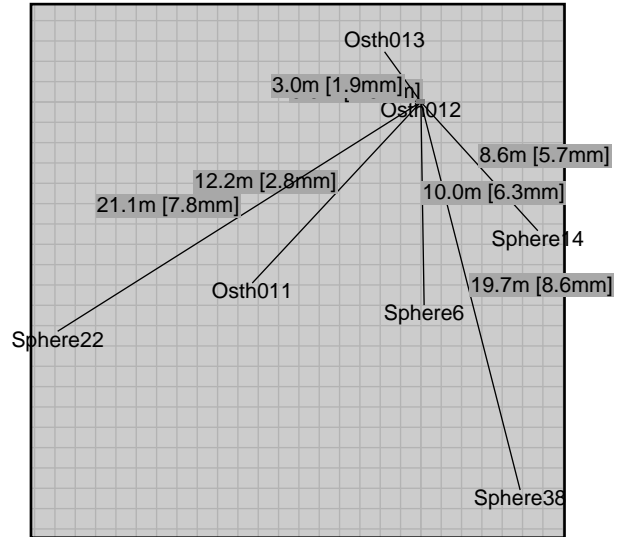 Osth013
3.0m [1.9mm]
Osth012
8.6m [5.7mm]
12.2m [2.8mm]
10.0m [6.3mm]
21.1m [7.8mm]
Sphere14
19.7m [8.6mm]
Osth011
Sphere6
Sphere22
Sphere38